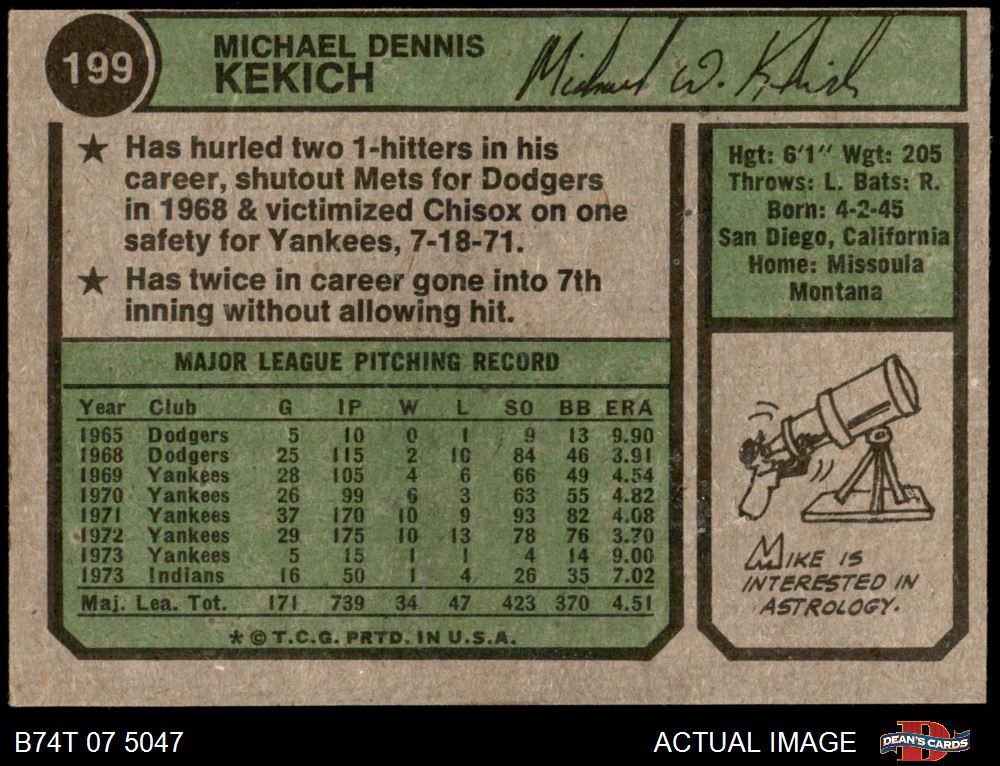 199
MICHAEL DENNIS
KEKICH
Michael W. Kekich
★ Has hurled two 1-hitters in his
career, shutout Mets for Dodgers
in 1968 & victimized Chisox on one
safety for Yankees, 7-18-71.
★ Has twice in career gone into 7th
inning without allowing hit.
Hgt: 6'1" Wgt: 205
Throws: L. Bats: R.
Born: 4-2-45
San Diego, California
Home: Missoula
Montana
MAJOR LEAGUE PITCHING RECORD
Year Club G IP W L SO BB ERA
1965 Dodgers 5 10 0 1 9 13 9.90
1968 Dodgers 25 115 2 10 84 46 3.91
1969 Yankees 28 105 4 6 66 49 4.54
1970 Yankees 26 99 6 3 63 55 4.82
1971 Yankees 37 170 10 9 93 82 4.08
1972 Yankees 29 175 10 13 78 76 3.70
1973 Yankees 5 15 1 1 4 14 9.00
1973 Indians 16 50 1 4 26 35 7.02
Maj. Lea. Tot. 171 739 34 47 423 370 4.51
* © T.C.G. PRTD. IN U.S.A.
MIKE IS
INTERESTED IN
ASTROLOGY.
B74T 07 5047
ACTUAL IMAGE
D
DEAN'S CARDS